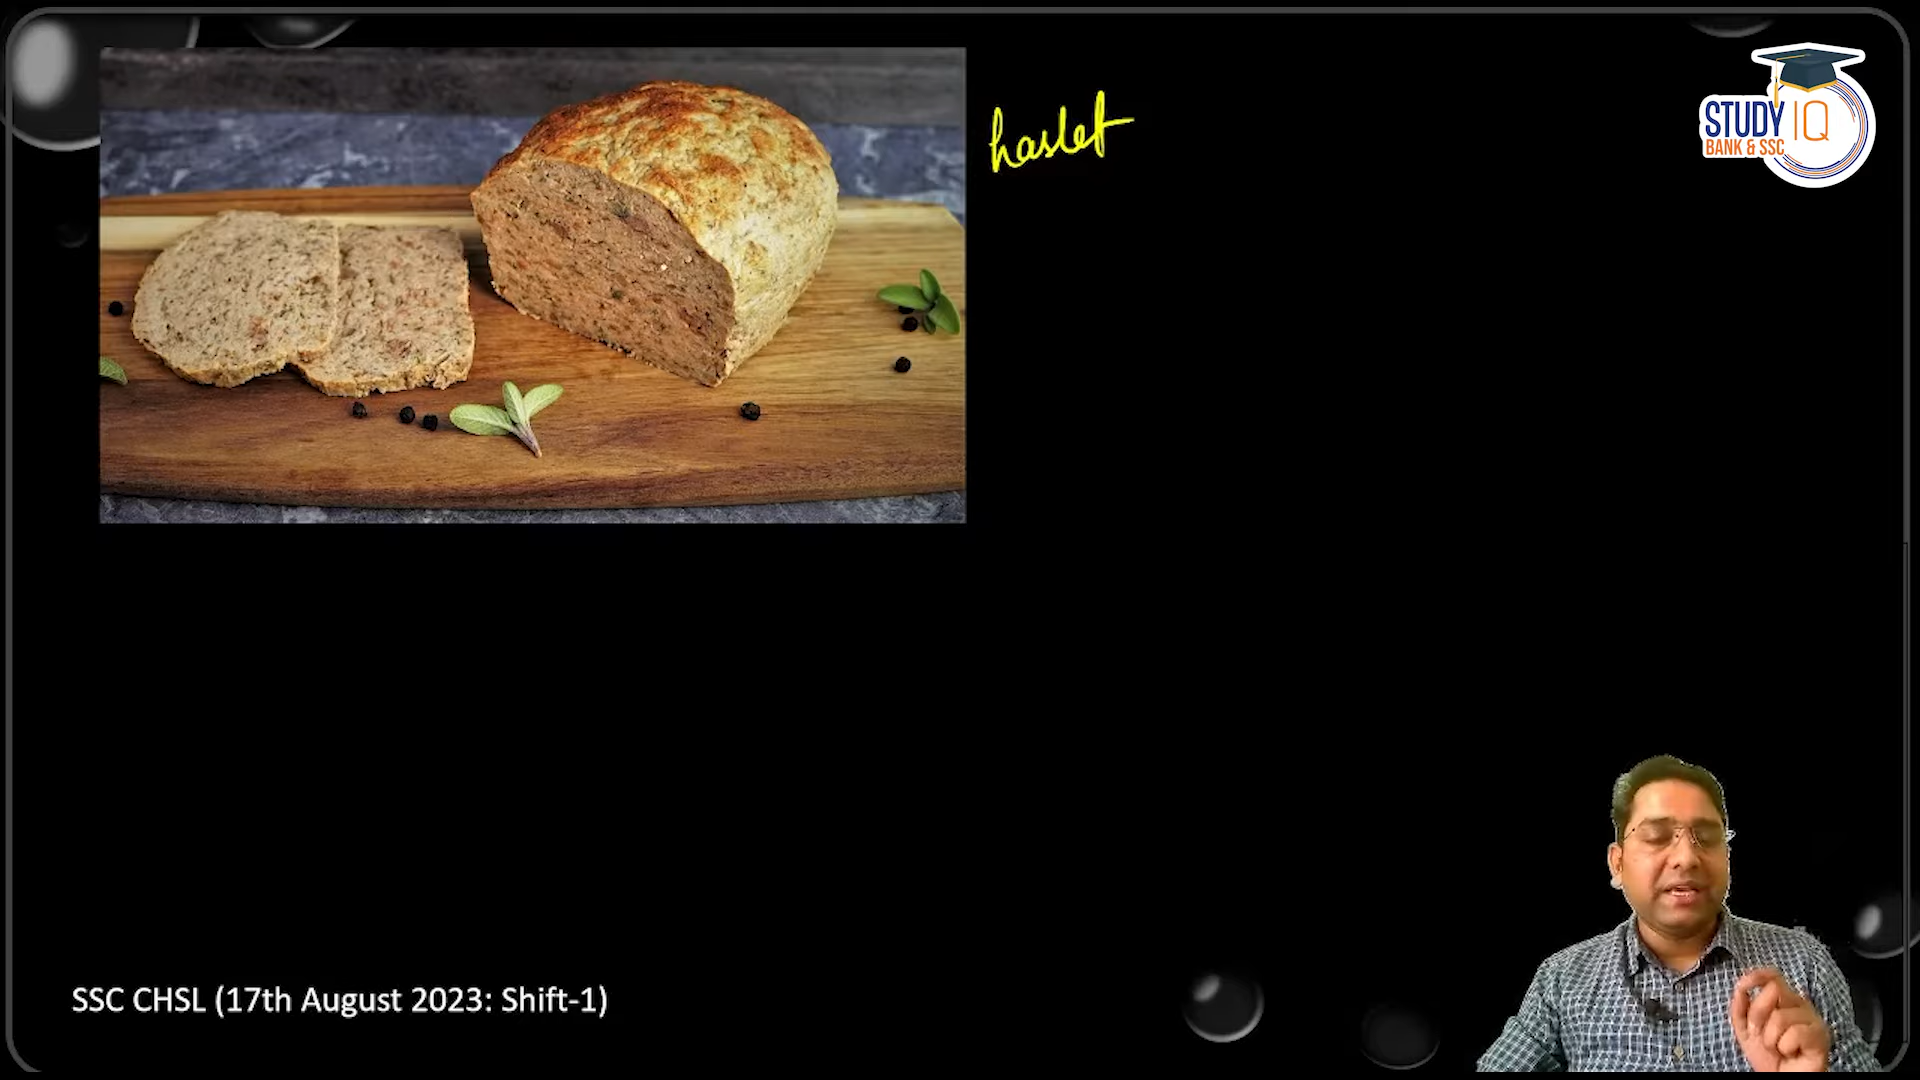 haslet
STUDY IQ
BANK & SSC
SSC CHSL (17th August 2023: Shift-1)